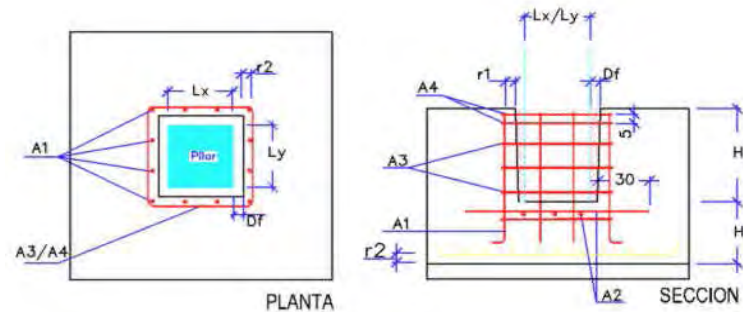 r2
Lx
A1
Pilar
Ly
Df
A3/A4
PLANTA
Lx/Ly
r1
Df
A4
5
H
A3
30
A1
H
r2
A2
SECCION